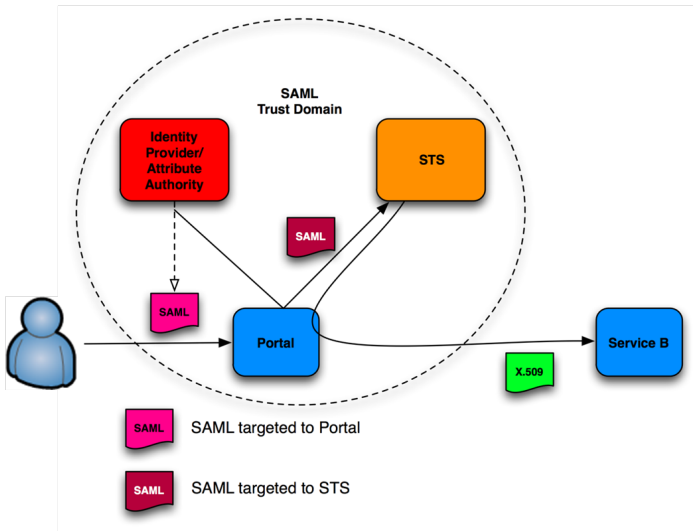 SAML
Trust Domain
Identity
Provider/
Attribute
Authority
STS
SAML
SAML
Portal
Service B
X.509
SAML
SAML targeted to Portal
SAML
SAML targeted to STS